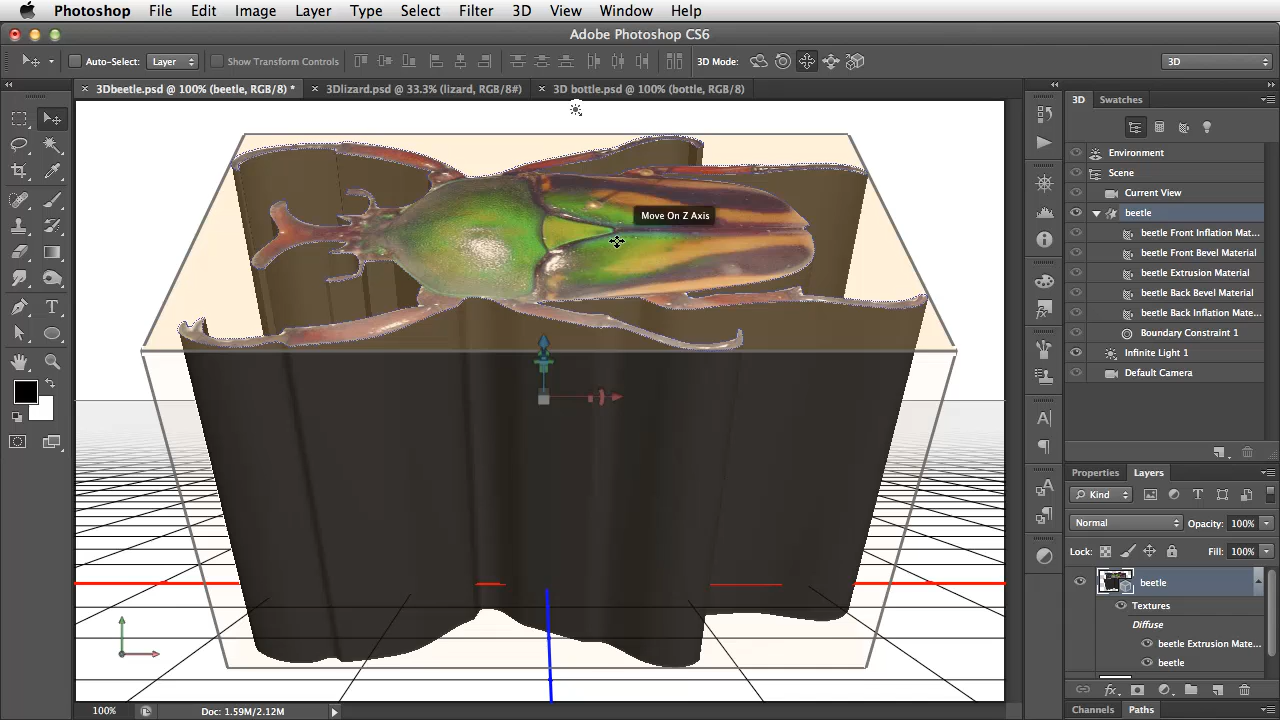 Photoshop File Edit Image Layer Type Select Filter 3D View Window Help
Adobe Photoshop CS6
Auto-Select: Layer Show Transform Controls 3D Mode: 3D
3Dbeetle.psd @ 100% (beetle, RGB/8) * 3Dlizard.psd @ 33.3% (lizard, RGB/8#) 3D bottle.psd @ 100% (bottle, RGB/8)
3D Swatches
Environment
Scene
Current View
beetle
beetle Front Inflation Mat...
beetle Front Bevel Material
beetle Extrusion Material
beetle Back Bevel Material
beetle Back Inflation Mate...
Boundary Constraint 1
Infinite Light 1
Default Camera
Move On Z Axis
Properties Layers
Kind
Normal Opacity: 100%
Lock: Fill: 100%
beetle
Textures
Diffuse
beetle Extrusion Mate...
beetle
Channels Paths
100% Doc: 1.59M/2.12M